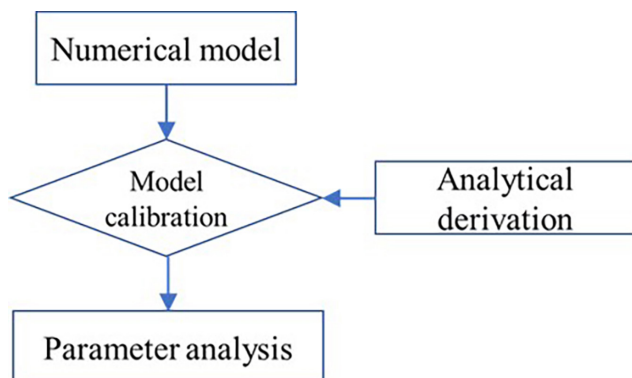 Numerical model
Model
calibration
Analytical
derivation
Parameter analysis